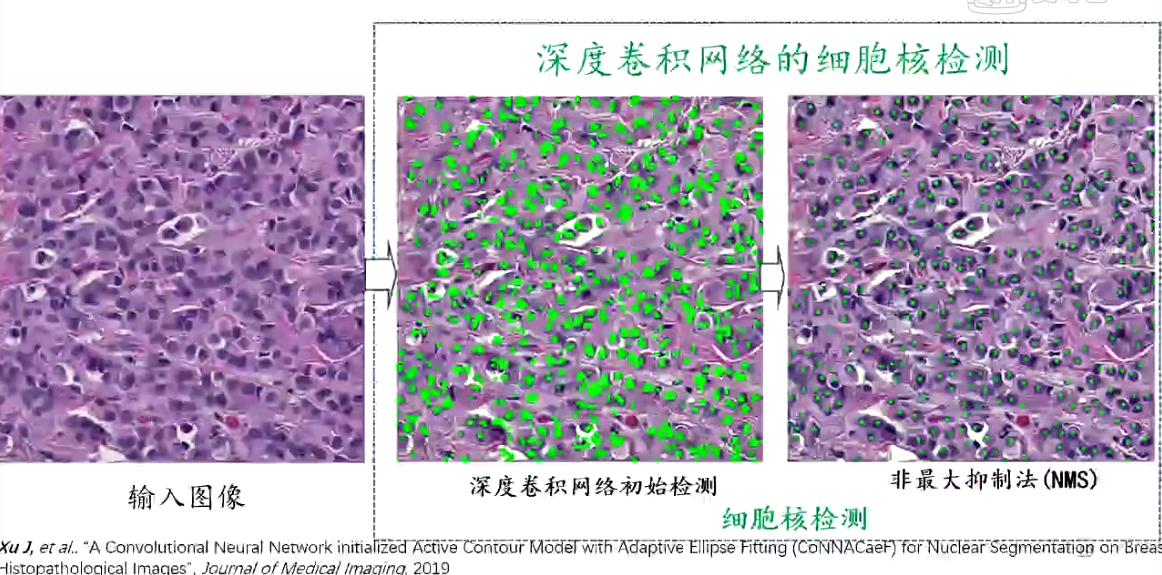 深度卷积网络的细胞核检测
输入图像
深度卷积网络初始检测
非最大抑制法(NMS)
细胞核检测
Xu J, et al.. "A Convolutional Neural Network initialized Active Contour Model with Adaptive Ellipse Fitting (CoNNACaeF) for Nuclear Segmentation on Breas
Histopathological Images", Journal of Medical Imaging, 2019